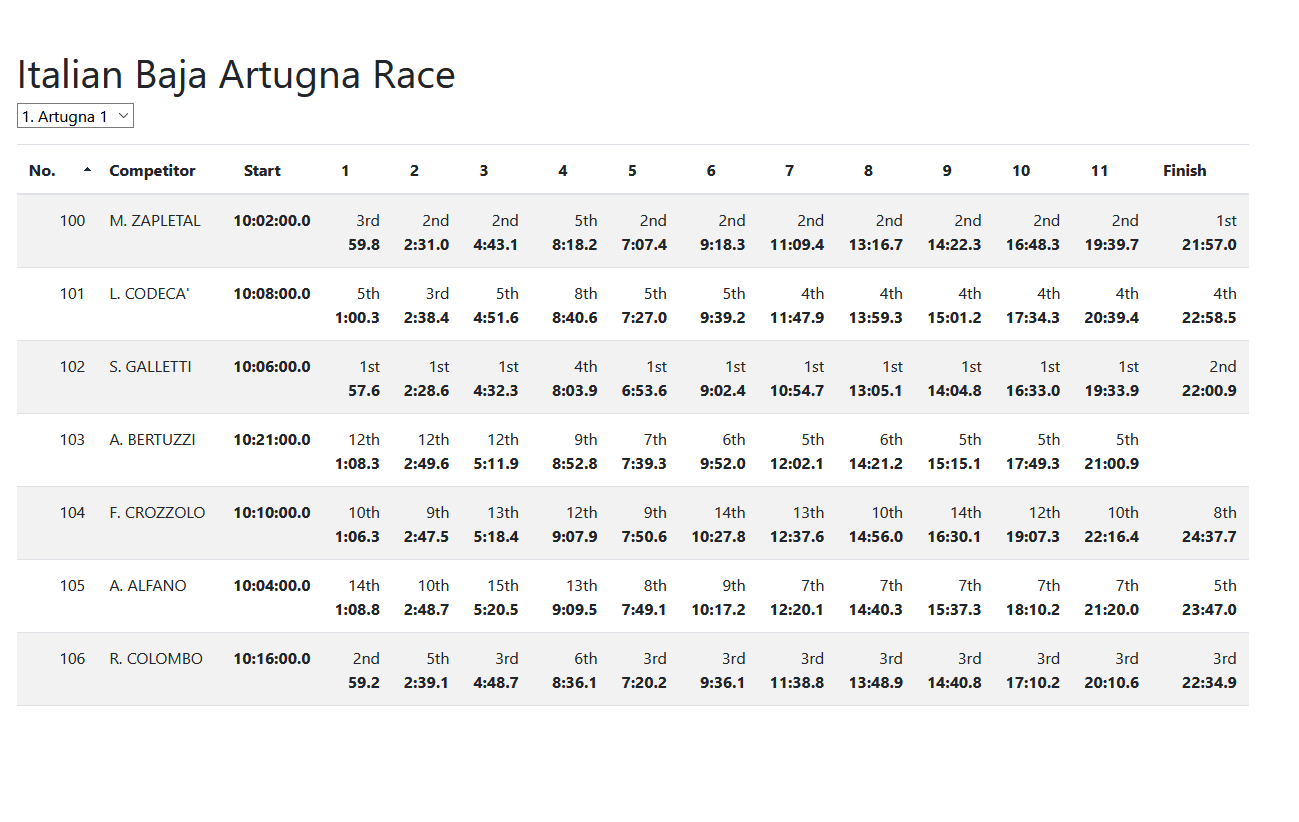 Italian Baja Artugna Race
1. Artugna 1
No. Competitor Start 1 2 3 4 5 6 7 8 9 10 11 Finish
100 M. ZAPLETAL 10:02:00.0 3rd 2nd 2nd 5th 2nd 2nd 2nd 2nd 2nd 2nd 2nd 1st
59.8 2:31.0 4:43.1 8:18.2 7:07.4 9:18.3 11:09.4 13:16.7 14:22.3 16:48.3 19:39.7 21:57.0
101 L. CODECA' 10:08:00.0 5th 3rd 5th 8th 5th 5th 4th 4th 4th 4th 4th 4th
1:00.3 2:38.4 4:51.6 8:40.6 7:27.0 9:39.2 11:47.9 13:59.3 15:01.2 17:34.3 20:39.4 22:58.5
102 S. GALLETTI 10:06:00.0 1st 1st 1st 4th 1st 1st 1st 1st 1st 1st 1st 2nd
57.6 2:28.6 4:32.3 8:03.9 6:53.6 9:02.4 10:54.7 13:05.1 14:04.8 16:33.0 19:33.9 22:00.9
103 A. BERTUZZI 10:21:00.0 12th 12th 12th 9th 7th 6th 5th 6th 5th 5th 5th
1:08.3 2:49.6 5:11.9 8:52.8 7:39.3 9:52.0 12:02.1 14:21.2 15:15.1 17:49.3 21:00.9
104 F. CROZZOLO 10:10:00.0 10th 9th 13th 12th 9th 14th 13th 10th 14th 12th 10th 8th
1:06.3 2:47.5 5:18.4 9:07.9 7:50.6 10:27.8 12:37.6 14:56.0 16:30.1 19:07.3 22:16.4 24:37.7
105 A. ALFANO 10:04:00.0 14th 10th 15th 13th 8th 9th 7th 7th 7th 7th 7th 5th
1:08.8 2:48.7 5:20.5 9:09.5 7:49.1 10:17.2 12:20.1 14:40.3 15:37.3 18:10.2 21:20.0 23:47.0
106 R. COLOMBO 10:16:00.0 2nd 5th 3rd 6th 3rd 3rd 3rd 3rd 3rd 3rd 3rd 3rd
59.2 2:39.1 4:48.7 8:36.1 7:20.2 9:36.1 11:38.8 13:48.9 14:40.8 17:10.2 20:10.6 22:34.9